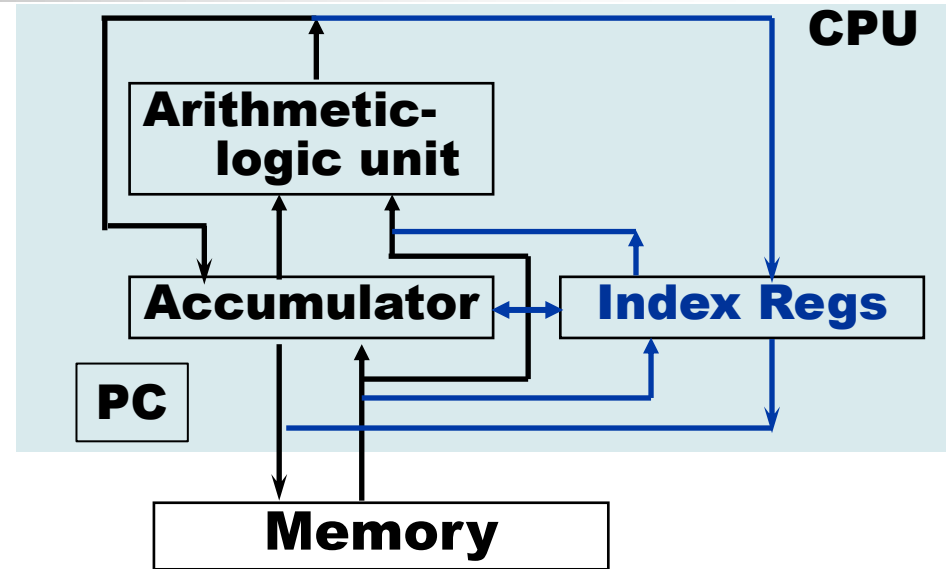 CPU
Arithmetic-
logic unit
Accumulator
Index Regs
PC
Memory